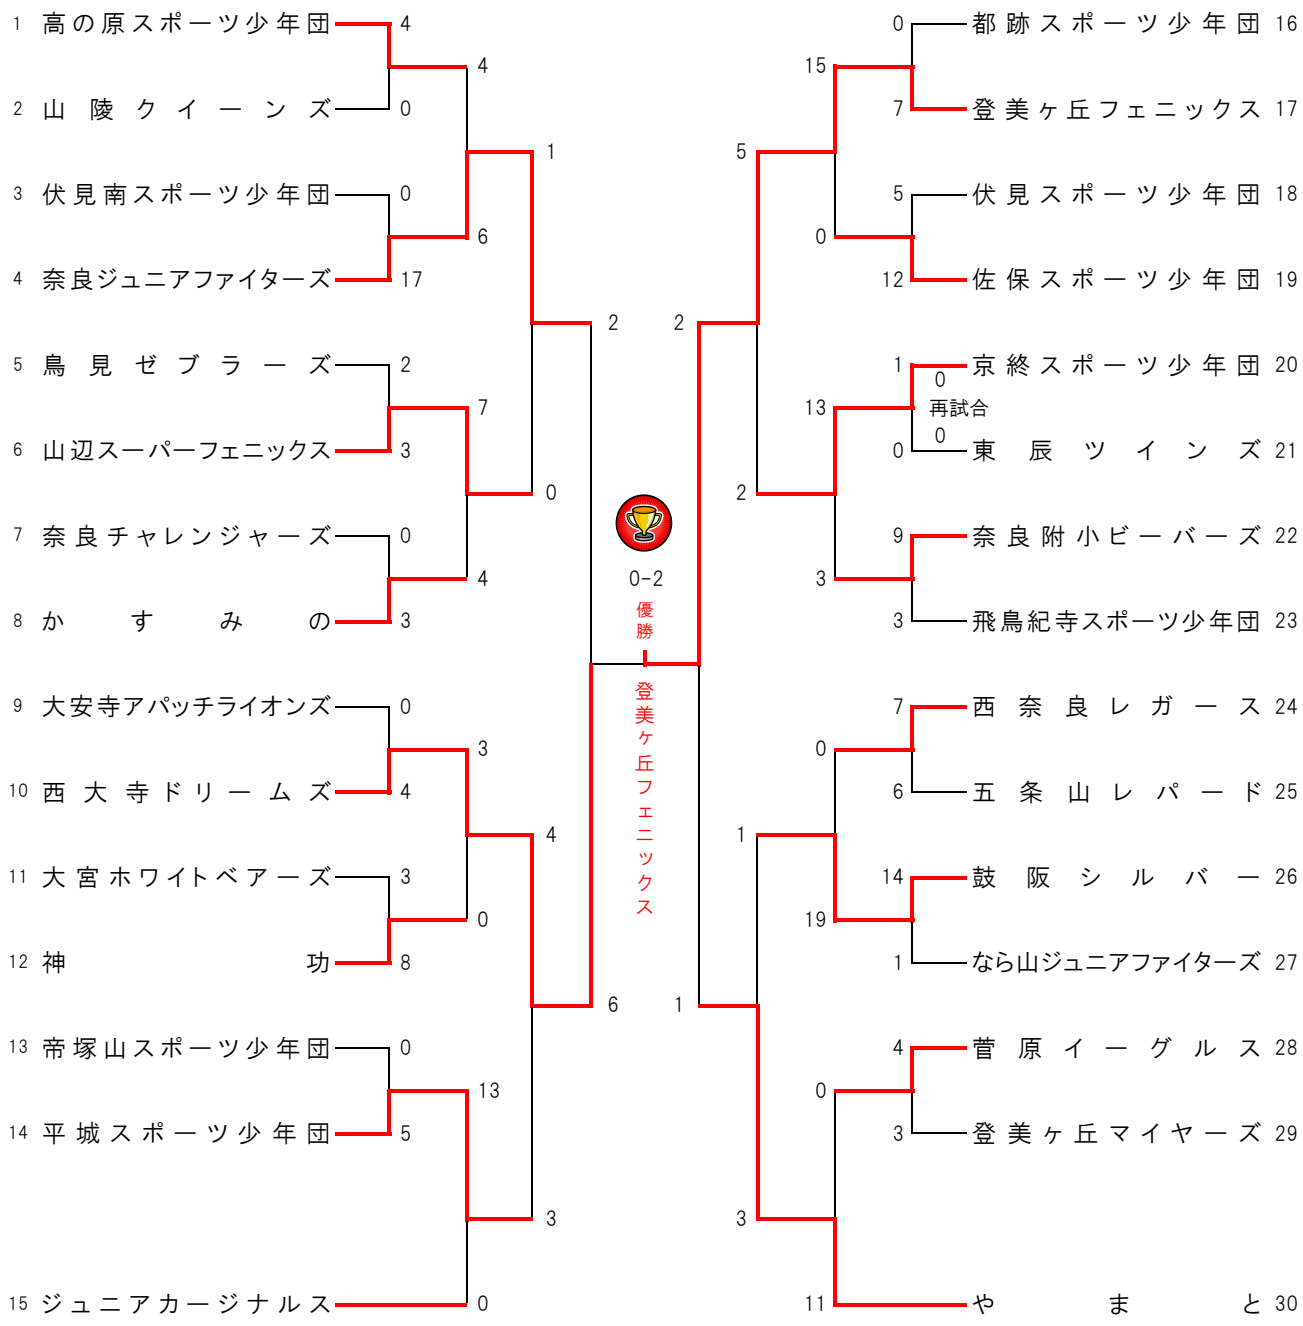 1 高の原スポーツ少年団 4
4
2 山陵クイーンズ 0
1
3 伏見南スポーツ少年団 0
6
4 奈良ジュニアファイターズ 17
2
5 鳥見ゼブラーズ 2
7
6 山辺スーパーフェニックス 3
0
7 奈良チャレンジャーズ 0
4
8 かすみの 3
9 大安寺アパッチライオンズ 0
3
10 西大寺ドリームズ 4
4
11 大宮ホワイトベアーズ 3
0
12 神功 8
6
13 帝塚山スポーツ少年団 0
13
14 平城スポーツ少年団 5
3
15 ジュニアカージナルス 0
0-2
優勝
登美ヶ丘フェニックス
0 都跡スポーツ少年団 16
15
7 登美ヶ丘フェニックス 17
5
5 伏見スポーツ少年団 18
0
12 佐保スポーツ少年団 19
2
1 京終スポーツ少年団 20
0
13 再試合
0
0 東辰ツインズ 21
2
9 奈良附小ビーバーズ 22
3
3 飛鳥紀寺スポーツ少年団 23
7 西奈良レガース 24
0
6 五条山レパード 25
1
14 鼓阪シルバー 26
19
1 なら山ジュニアファイターズ 27
1
4 菅原イーグルス 28
0
3 登美ヶ丘マイヤーズ 29
3
11 やまと 30